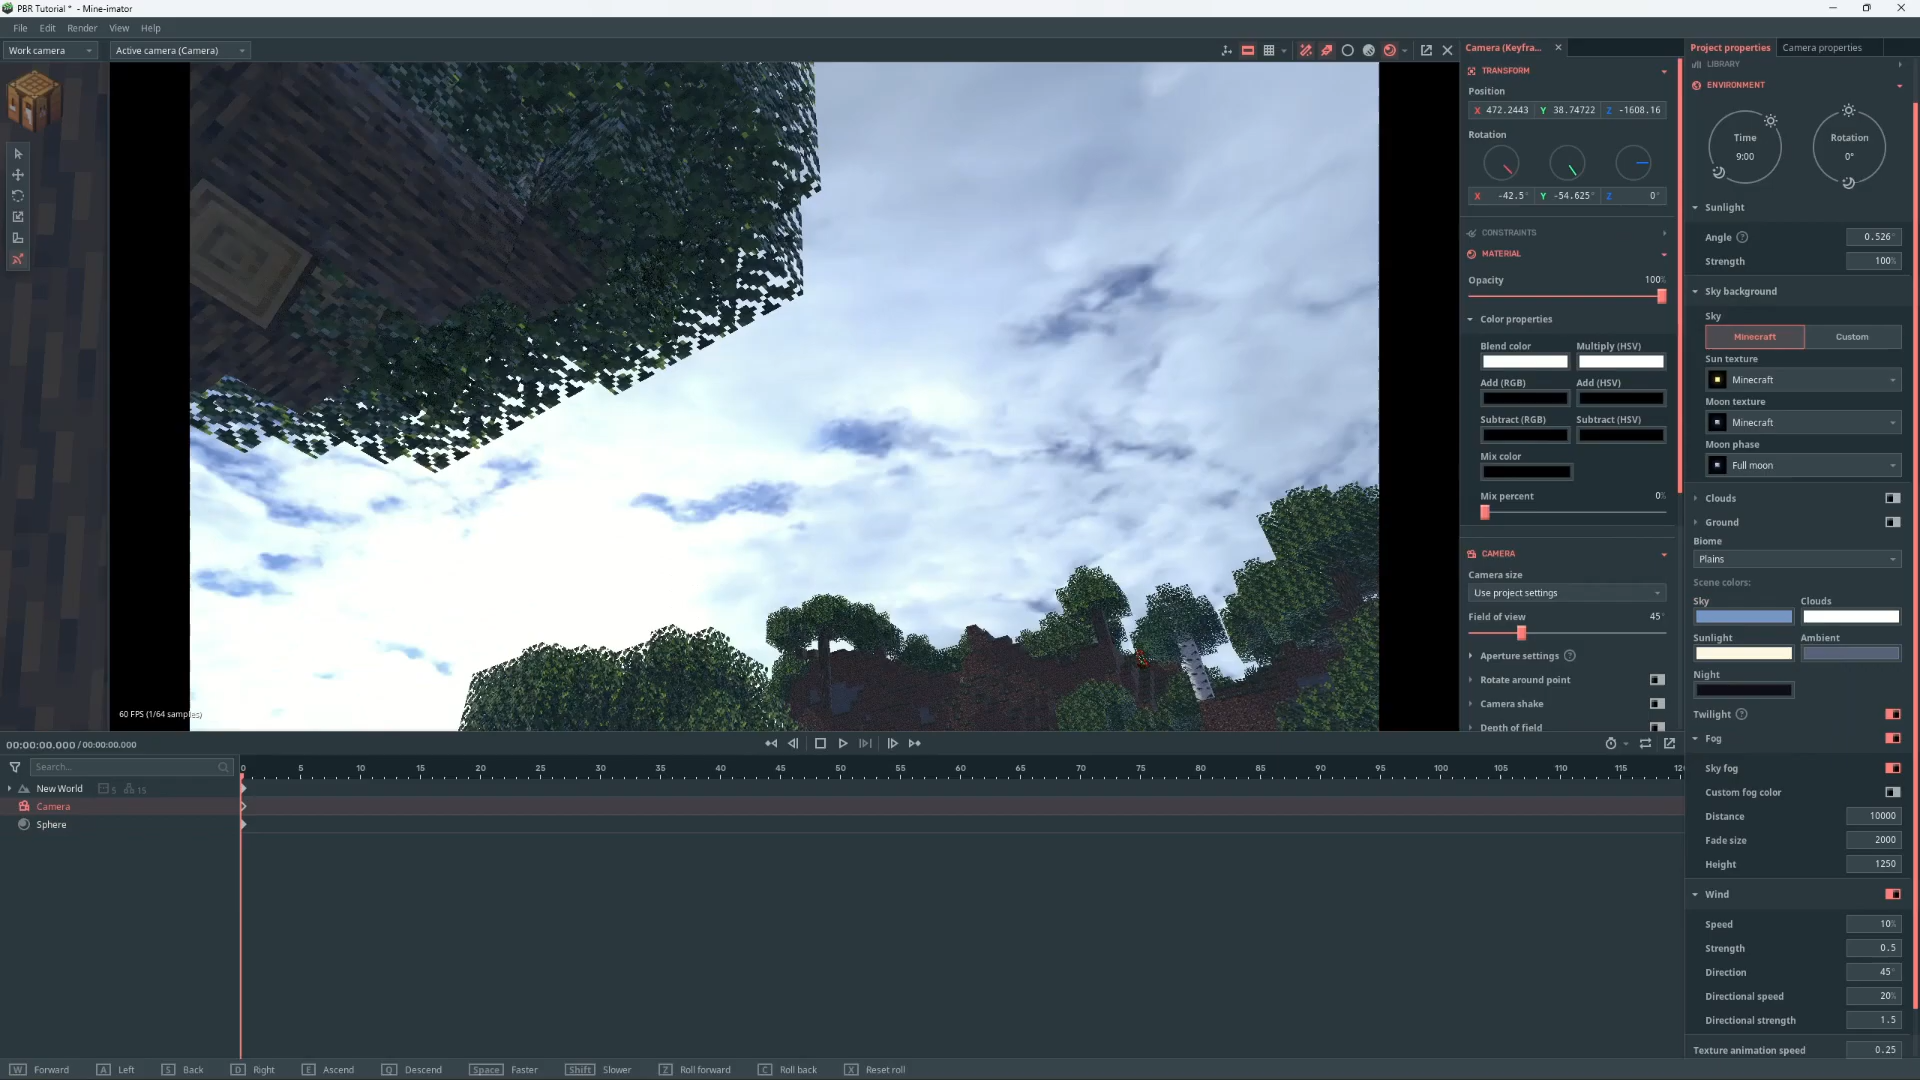 PBR Tutorial * - Mine-imator
File Edit Render View Help
Work camera
Active camera (Camera)
Camera (Keyfra...
Project properties
Camera properties
60 FPS (1/64 samples)
TRANSFORM
Position
X 472.2443 Y 38.74722 Z -1608.16
Rotation
X -42.5° Y -54.625° Z 0°
CONSTRAINTS
MATERIAL
Opacity 100%
Color properties
Blend color Multiply (HSV)
Add (RGB) Add (HSV)
Subtract (RGB) Subtract (HSV)
Mix color
Mix percent 0%
CAMERA
Camera size
Use project settings
Field of view 45°
Aperture settings ?
Rotate around point
Camera shake
Depth of field
LIBRARY
ENVIRONMENT
Time
9:00
Rotation
0°
Sunlight
Angle ? 0.526°
Strength 100%
Sky background
Sky
Minecraft Custom
Sun texture
Minecraft
Moon texture
Minecraft
Moon phase
Full moon
Clouds
Ground
Biome
Plains
Scene colors:
Sky Clouds
Sunlight Ambient
Night
Twilight ?
Fog
Sky fog
Custom fog color
Distance 10000
Fade size 2000
Height 1250
Wind
Speed 10%
Strength 0.5
Direction 45°
Directional speed 20%
Directional strength 1.5
Texture animation speed 0.25
00:00:00.000 / 00:00:00.000
Search...
0 5 10 15 20 25 30 35 40 45 50 55 60 65 70 75 80 85 90 95 100 105 110 115 12
New World 5 15
Camera
Sphere
W Forward A Left S Back D Right E Ascend Q Descend Space Faster Shift Slower Z Roll forward C Roll back X Reset roll